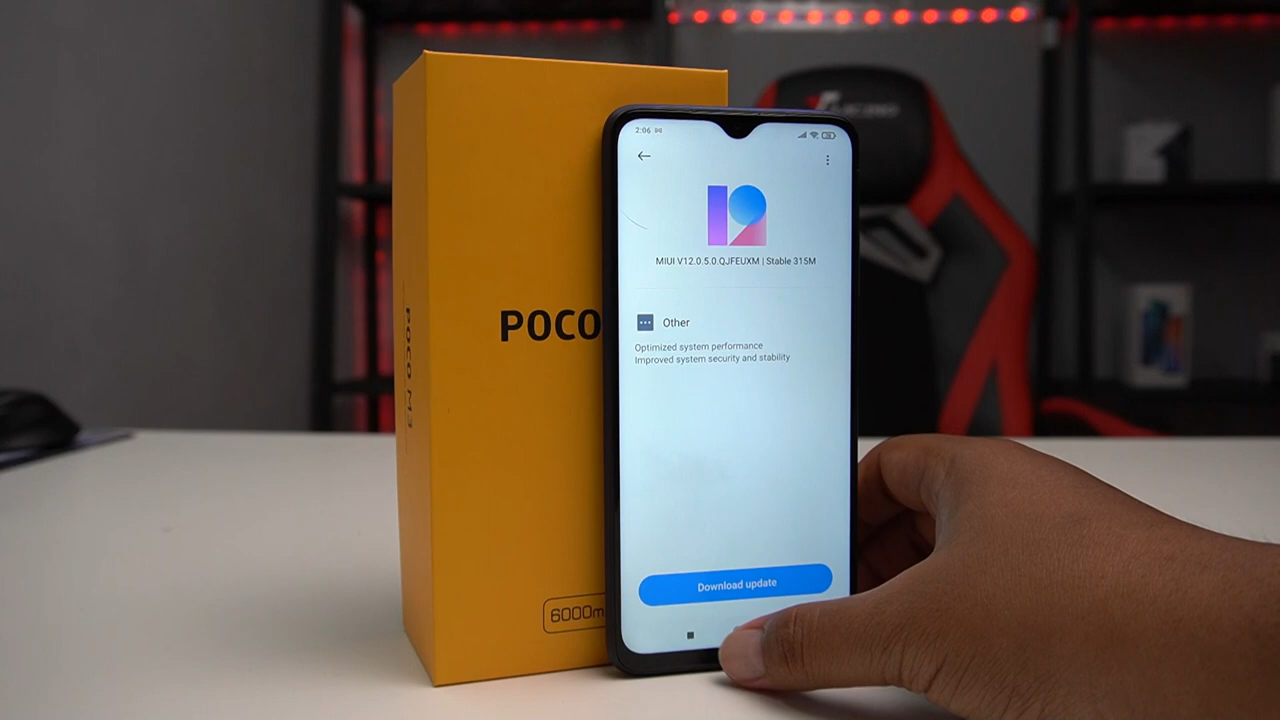 POCO
POCO M3
6000m
2:06
MIUI V12.0.5.0.QJFEUXM | Stable 315M
Other
Optimized system performance
Improved system security and stability
Download update